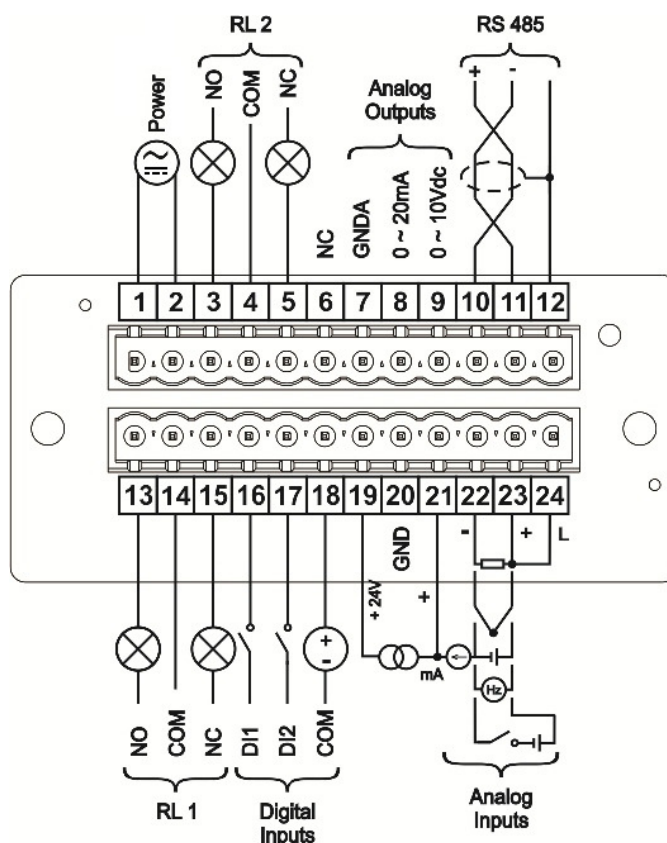 RL 2
RS 485
NO
COM
NC
+
-
Power
Analog
Outputs
NC
GNDA
0 ~ 20mA
0 ~ 10Vdc
1 2 3 4 5 6 7 8 9 10 11 12
13 14 15 16 17 18 19 20 21 22 23 24
- + L
+ 24V
GND
+
+
-
mA
Hz
NO
COM
NC
DI1
DI2
COM
RL 1
Digital
Inputs
Analog
Inputs